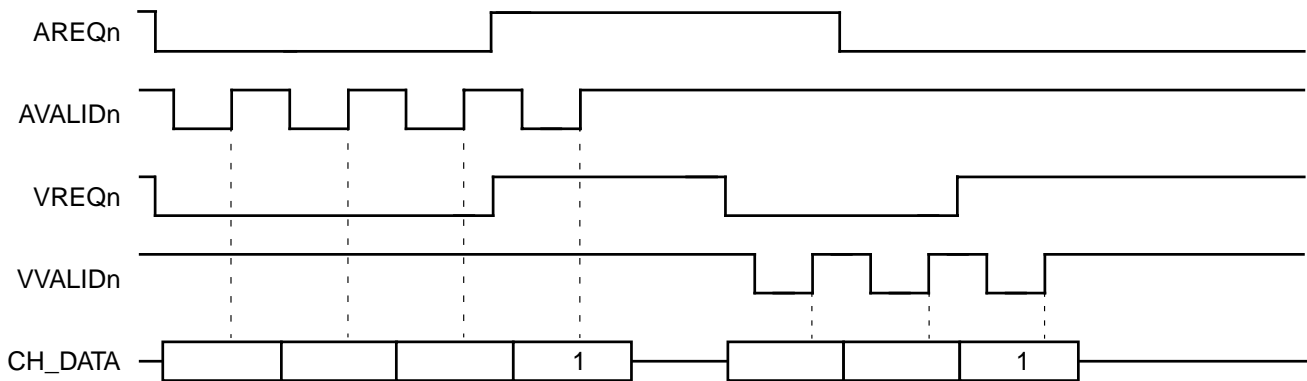 AREQn
AVALIDn
VREQn
VVALIDn
CH_DATA 1 1